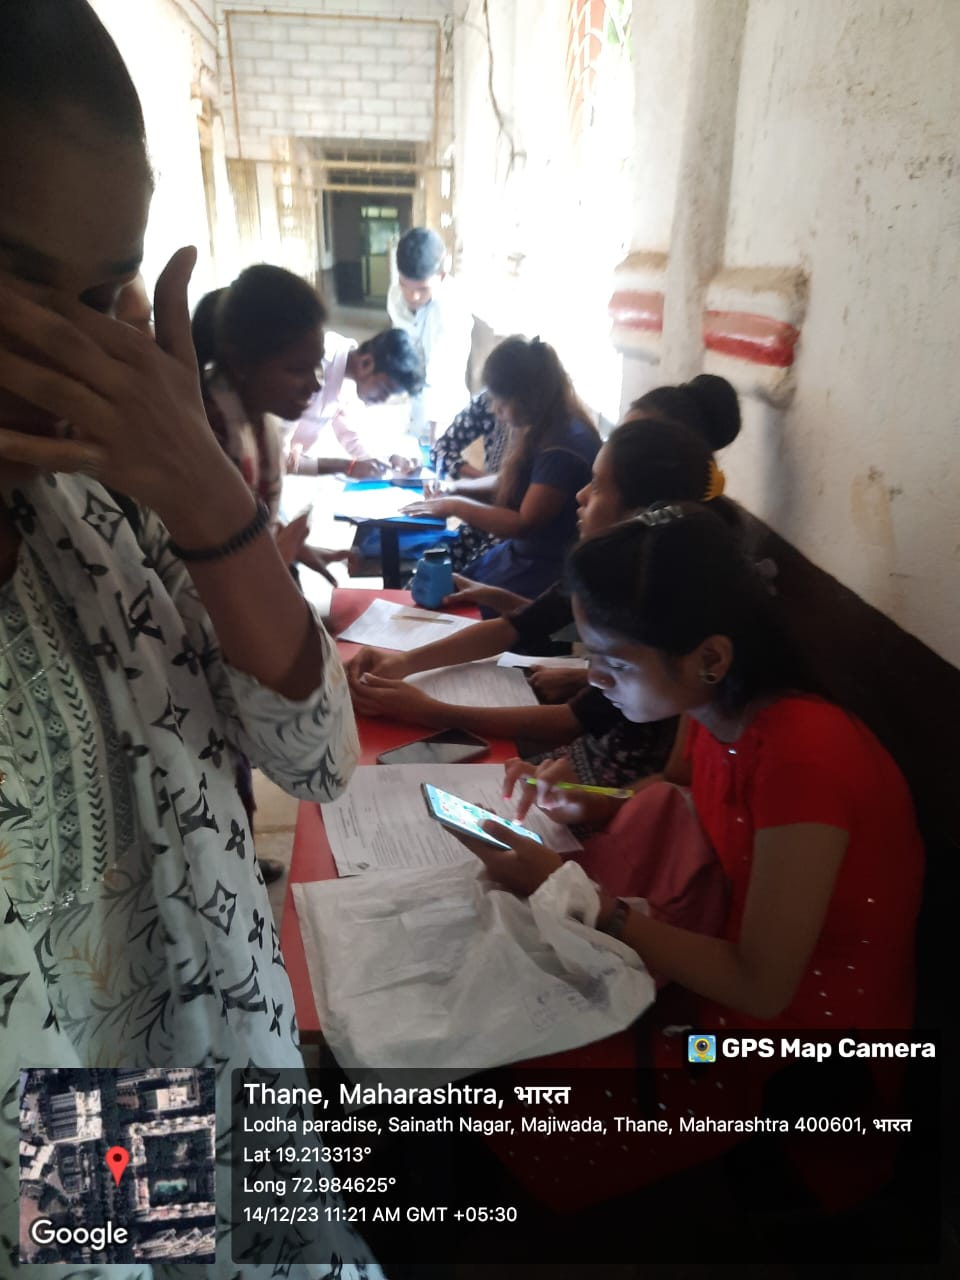 GPS Map Camera
Thane, Maharashtra, भारत
Lodha paradise, Sainath Nagar, Majiwada, Thane, Maharashtra 400601, भारत
Lat 19.213313°
Long 72.984625°
14/12/23 11:21 AM GMT +05:30
Google